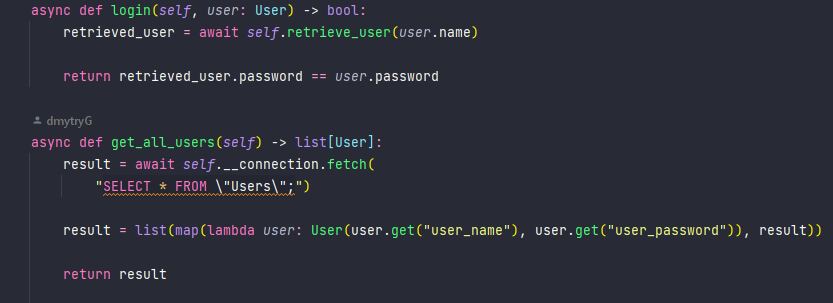 async def login(self, user: User) -> bool:
    retrieved_user = await self.retrieve_user(user.name)
    return retrieved_user.password == user.password
dmytryG
async def get_all_users(self) -> list[User]:
    result = await self.__connection.fetch(
        "SELECT * FROM \"Users\";")
    result = list(map(lambda user: User(user.get("user_name"), user.get("user_password")), result))
    return result